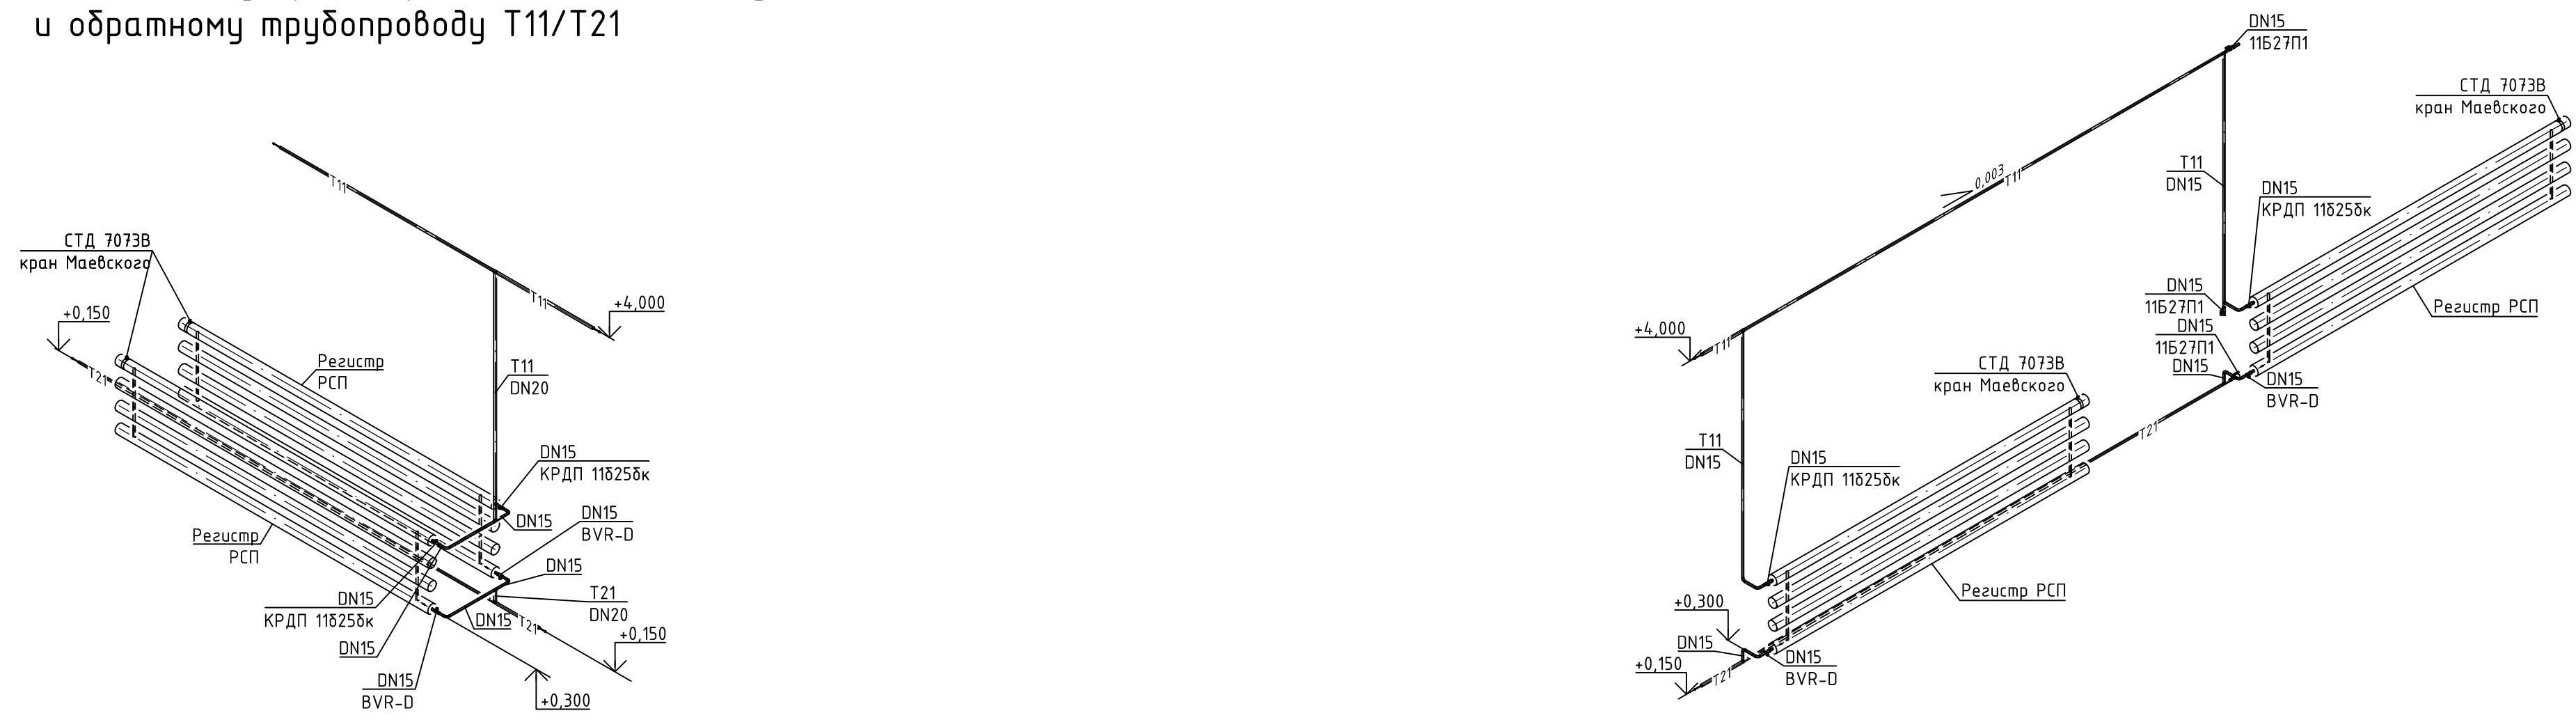 и обратному трубопроводу Т11/Т21
Т11
Т11
+4,000
СТД 7073В
кран Маевского
+0,150
Т21
Регистр
РСП
Т11
DN20
DN15
КРДП 11б25бк
DN15
DN15
BVR-D
Регистр
РСП
DN15
DN15
КРДП 11б25бк
Т21
DN20
DN15
Т21
DN15
+0,150
DN15
BVR-D
+0,300
DN15
11Б27П1
СТД 7073В
кран Маевского
0,003
Т11
Т11
DN15
DN15
КРДП 11б25бк
DN15
11Б27П1
Регистр РСП
DN15
11Б27П1
DN15
DN15
BVR-D
+4,000
Т11
СТД 7073В
кран Маевского
Т21
Т11
DN15
DN15
КРДП 11б25бк
Регистр РСП
+0,300
DN15
+0,150
Т21
DN15
BVR-D